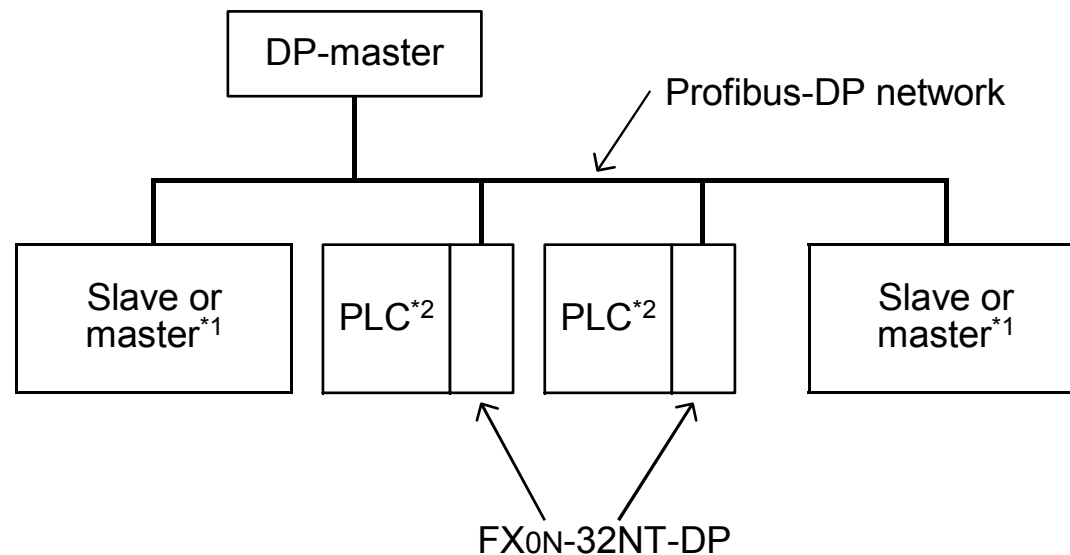 DP-master
Profibus-DP network
Slave or
master*1
PLC*2
PLC*2
Slave or
master*1
FX0N-32NT-DP